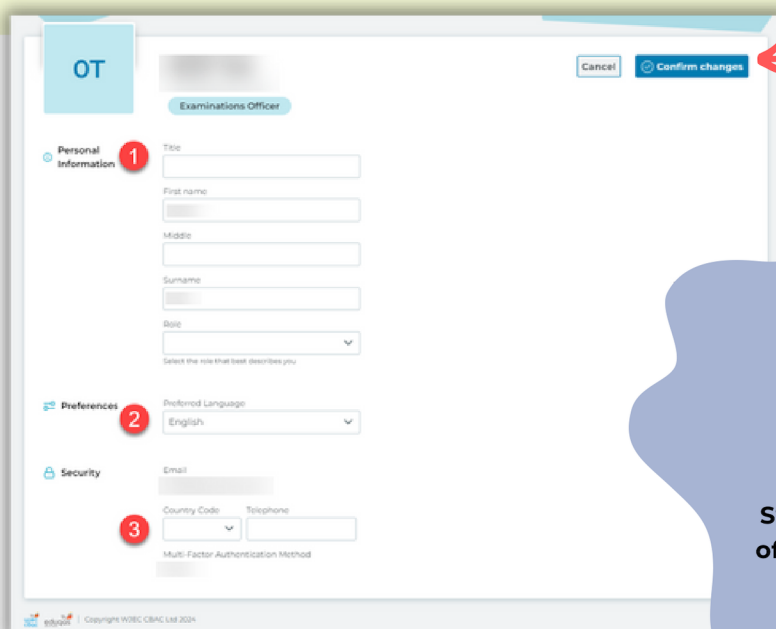 OT
Cancel
Confirm changes
Examinations Officer
Personal
Information
1
Title
First name
Middle
Surname
Role
Select the role that best describes you
Preferences
2
Preferred Language
English
Security
Email
Country Code Telephone
3
Multi-Factor Authentication Method
S
of
eduqas | Copyright WJEC CBAC Ltd 2024